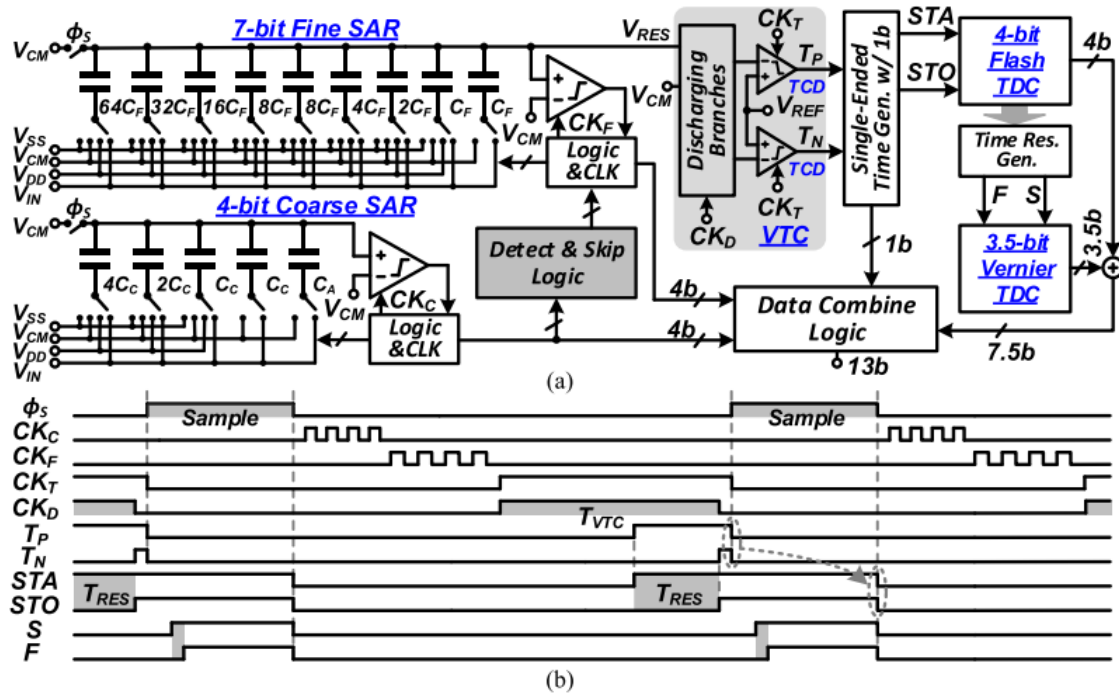 7-bit Fine SAR
V_CM ϕ_S
64C_F 32C_F 16C_F 8C_F 8C_F 4C_F 2C_F C_F C_F
V_SS
V_CM
V_DD
V_IN
V_CM
CK_F
Logic
&CLK
V_RES
V_CM
Discharging
Branches
CK_D
CK_T
T_P
TCD
V_REF
T_N
TCD
CK_T
VTC
Single-Ended
Time Gen. w/ 1b
1b
STA
STO
4-bit
Flash
TDC
4b
Time Res.
Gen.
F S
3.5-bit
Vernier
TDC
3.5b
7.5b
4-bit Coarse SAR
V_CM ϕ_S
4C_C 2C_C C_C C_C C_A
V_SS
V_CM
V_DD
V_IN
V_CM
CK_C
Logic
&CLK
Detect & Skip
Logic
4b
4b
Data Combine
Logic
13b
(a)
ϕ_S Sample Sample
CK_C
CK_F
CK_T
CK_D
T_VTC
T_P
T_N
STA
T_RES T_RES
STO
S
F
(b)